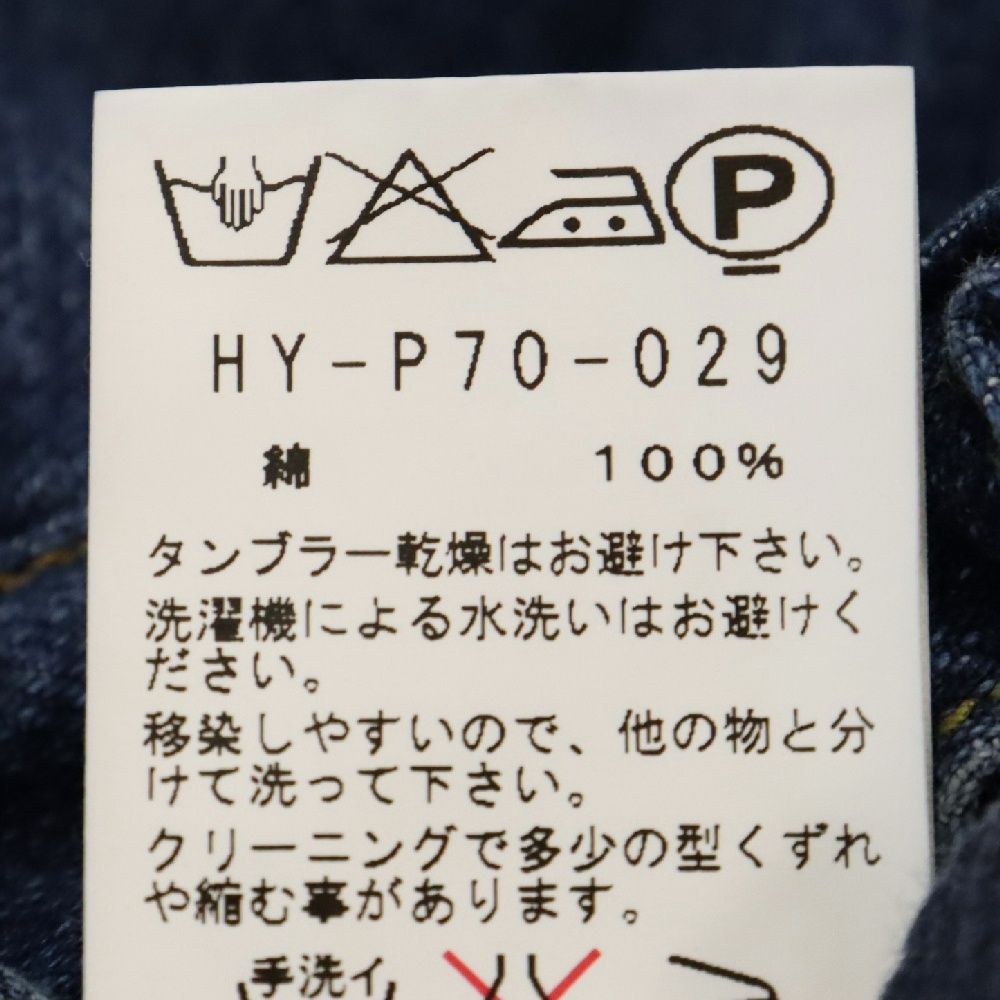 P
HY-P70-029
綿 100%
タンブラー乾燥はお避け下さい。
洗濯機による水洗いはお避けく
ださい。
移染しやすいので、他の物と分
けて洗って下さい。
クリーニングで多少の型くずれ
や縮む事があります。
手洗イ